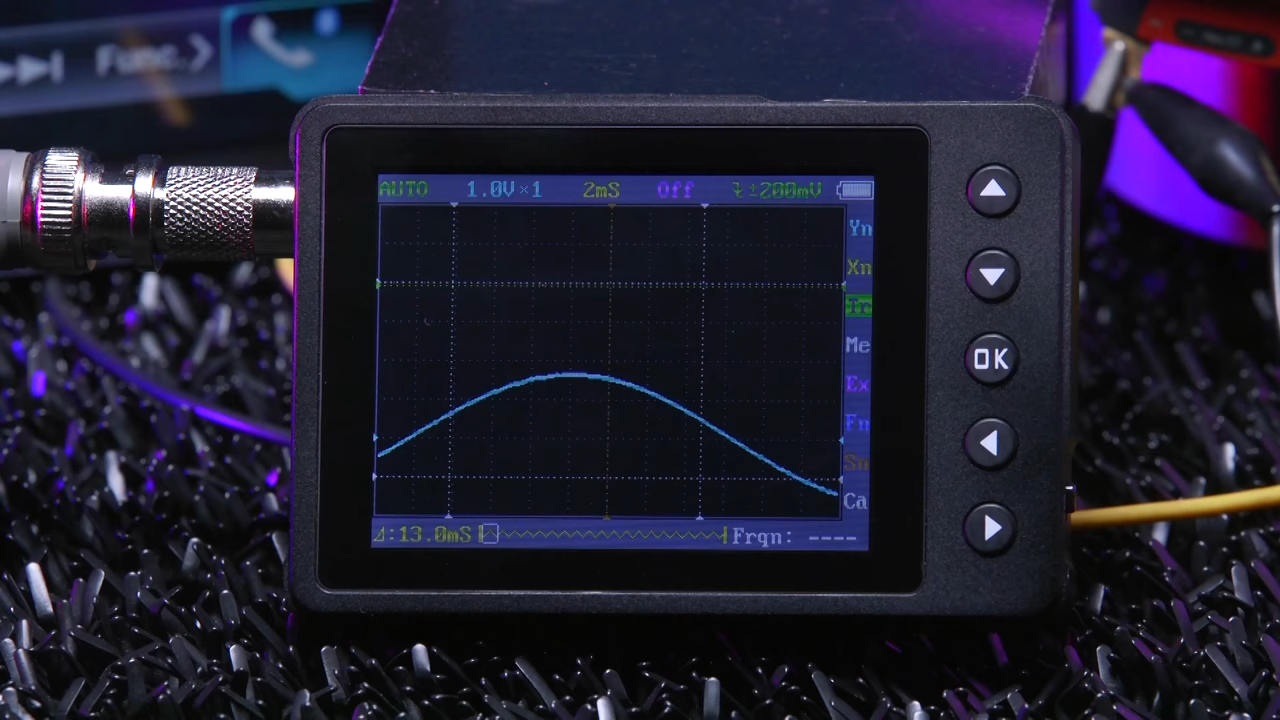 Func.
AUTO 1.0V×1 2mS Off ±200mV
Yn
Xn
Tr
Me
Ex
Fn
Sn
Ca
⊿:13.0mS Frqn: ----
OK